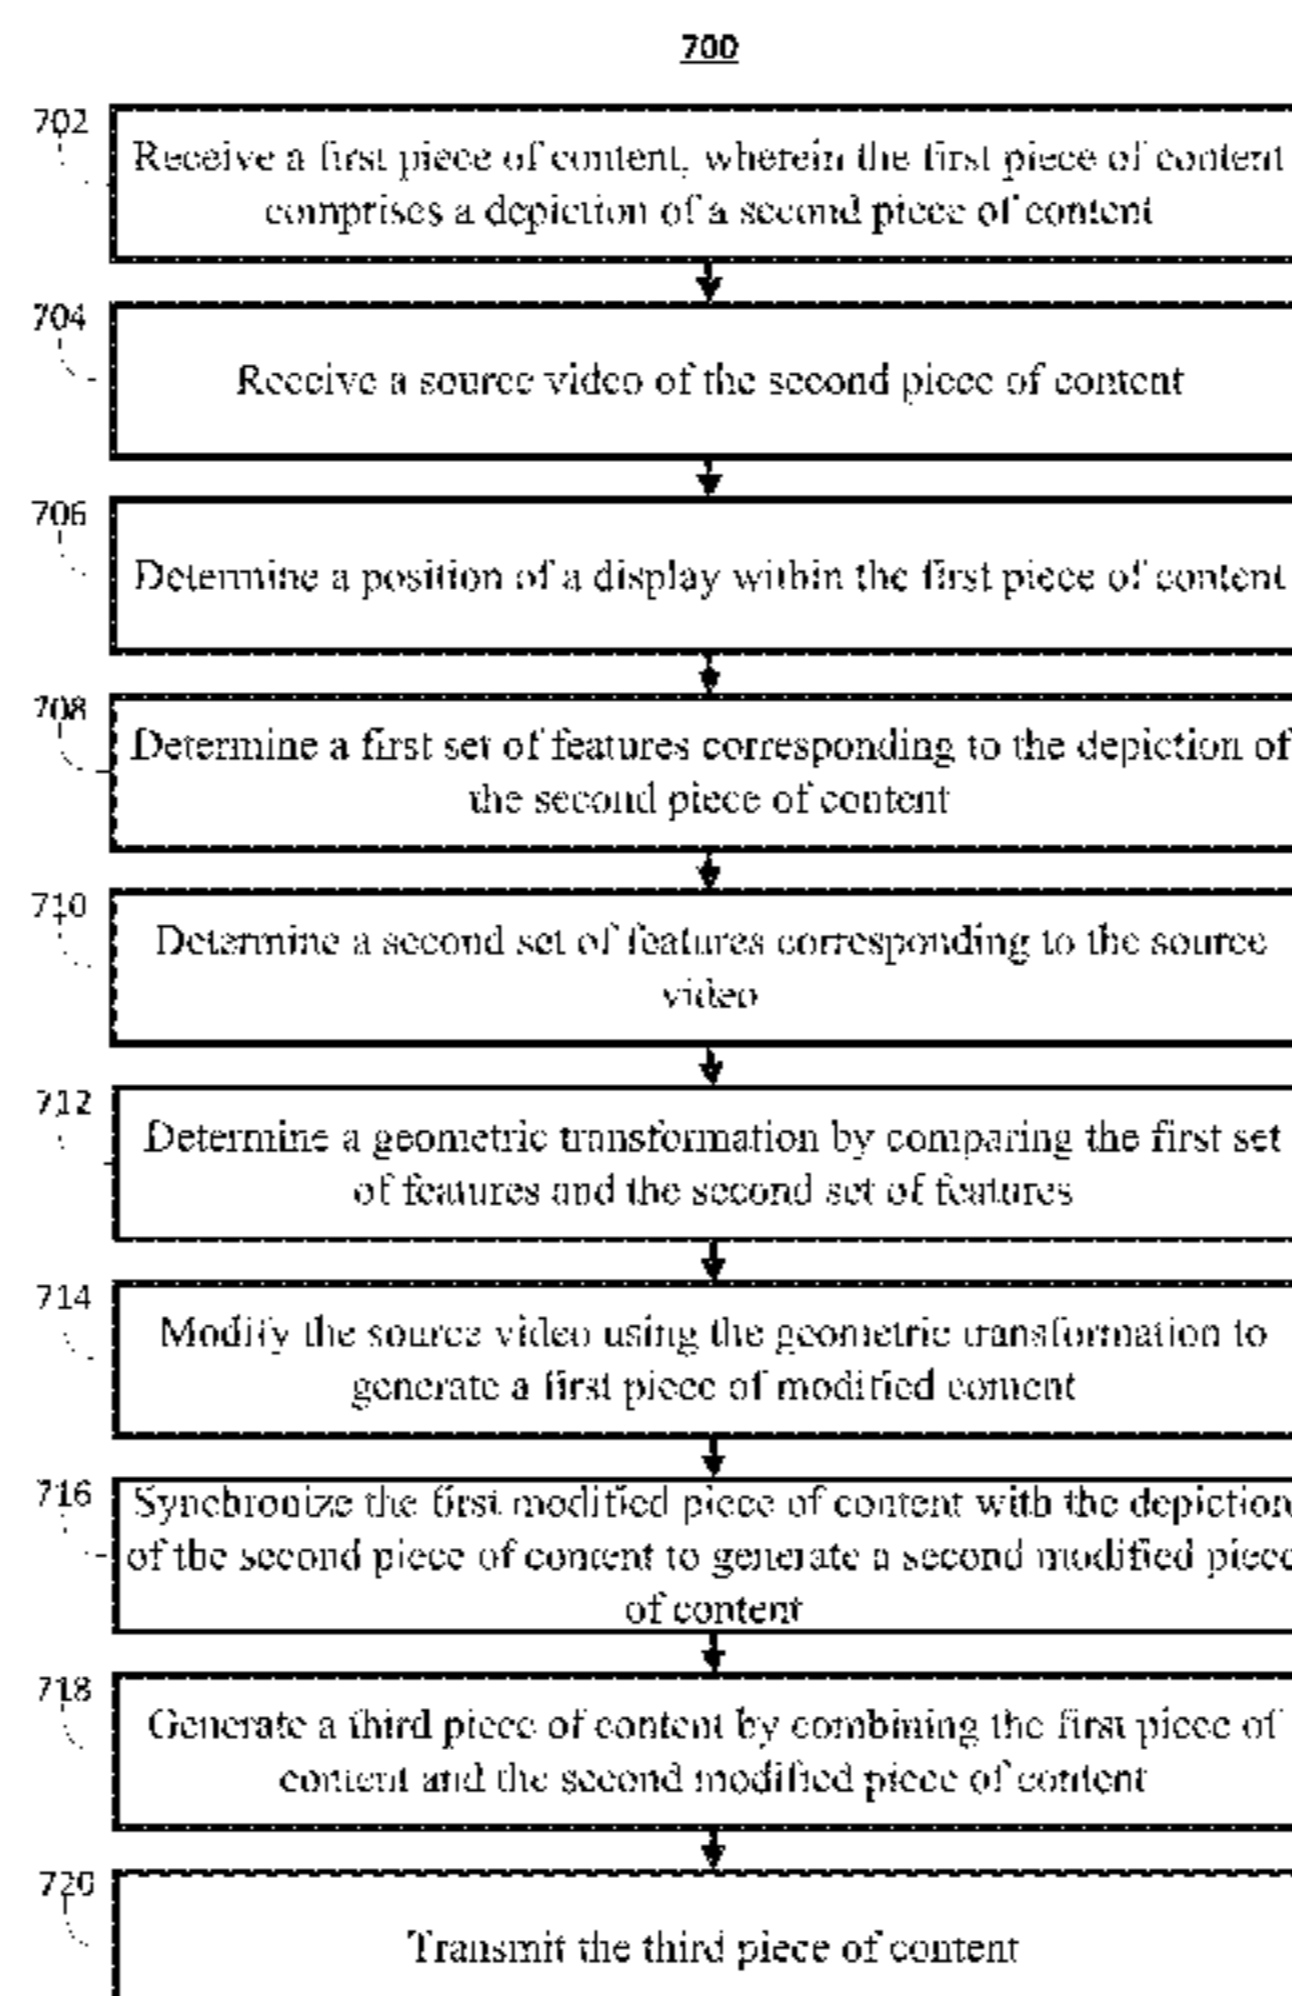 700
702
Receive a first piece of content, wherein the first piece of content
comprises a depiction of a second piece of content
704
Receive a source video of the second piece of content
706
Determine a position of a display within the first piece of content
708
Determine a first set of features corresponding to the depiction of
the second piece of content
710
Determine a second set of features corresponding to the source
video
712
Determine a geometric transformation by comparing the first set
of features and the second set of features
714
Modify the source video using the geometric transformation to
generate a first piece of modified content
716
Synchronize the first modified piece of content with the depiction
of the second piece of content to generate a second modified piece
of content
718
Generate a third piece of content by combining the first piece of
content and the second modified piece of content
720
Transmit the third piece of content